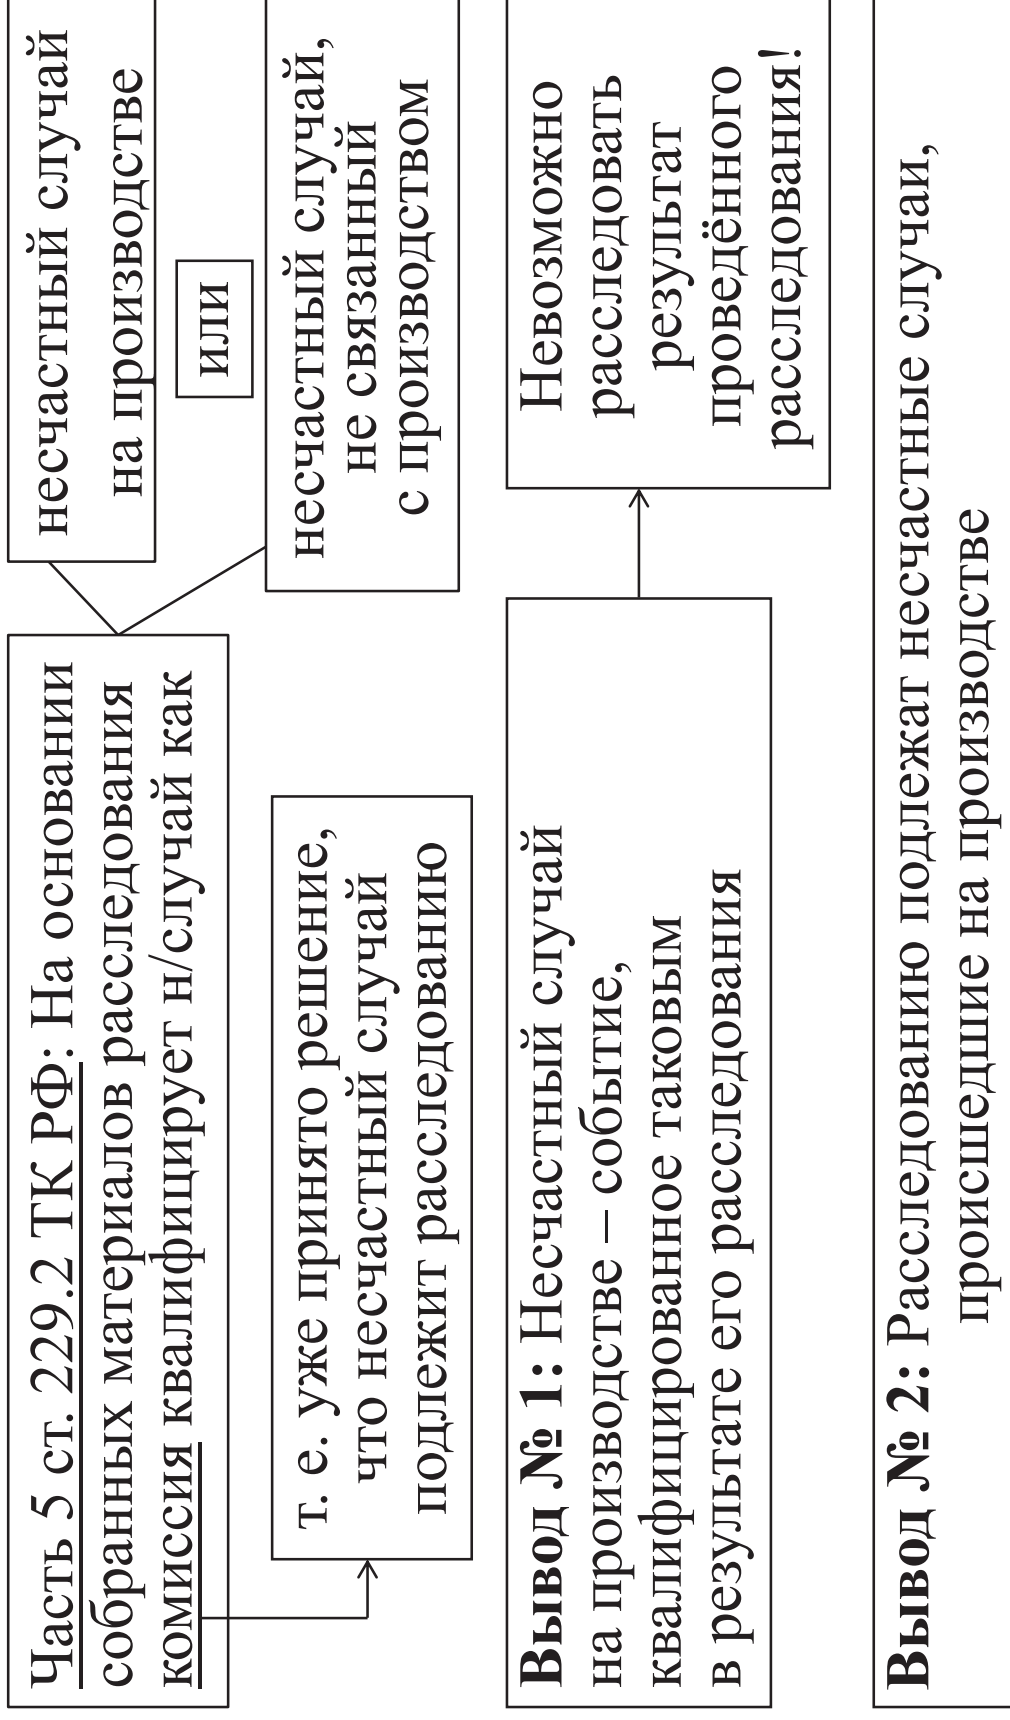 Часть 5 ст. 229.2 ТК РФ: На основании
собранных материалов расследования
комиссия квалифицирует н/случай как
несчастный случай
на производстве
или
несчастный случай,
не связанный
с производством
т. е. уже принято решение,
что несчастный случай
подлежит расследованию
Вывод № 1: Несчастный случай
на производстве – событие,
квалифицированное таковым
в результате его расследования
Невозможно
расследовать
результат
проведённого
расследования!
Вывод № 2: Расследованию подлежат несчастные случаи,
происшедшие на производстве